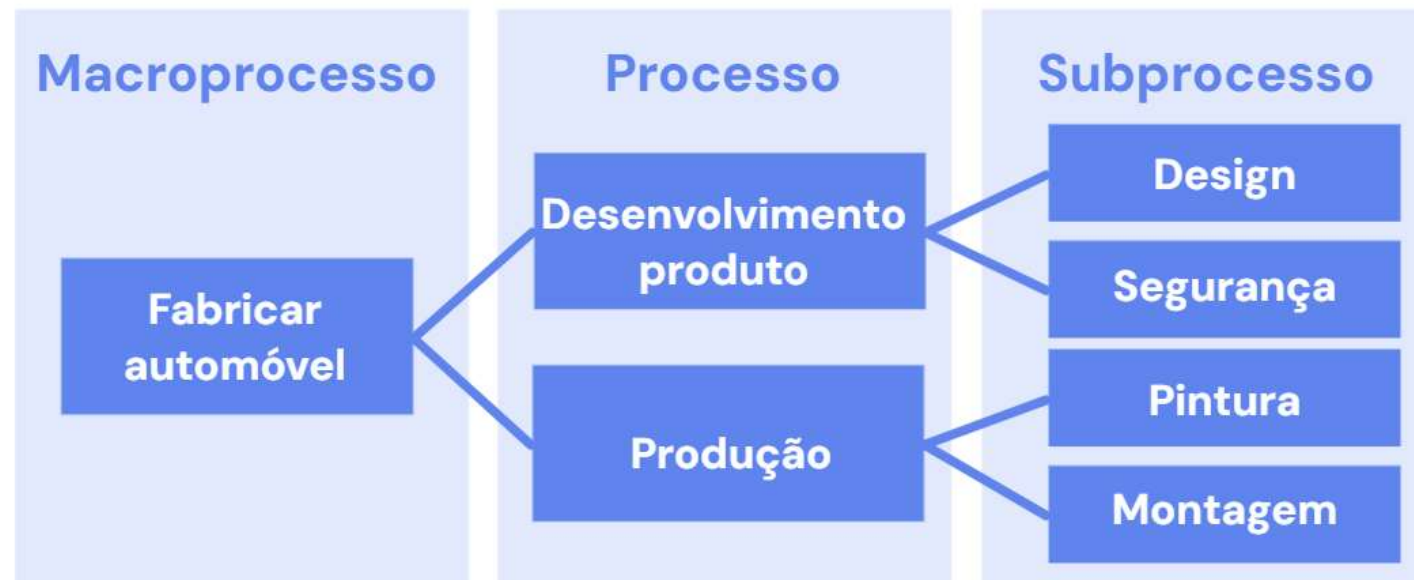 Macroprocesso
Processo
Subprocesso
Fabricar
automóvel
Desenvolvimento
produto
Produção
Design
Segurança
Pintura
Montagem